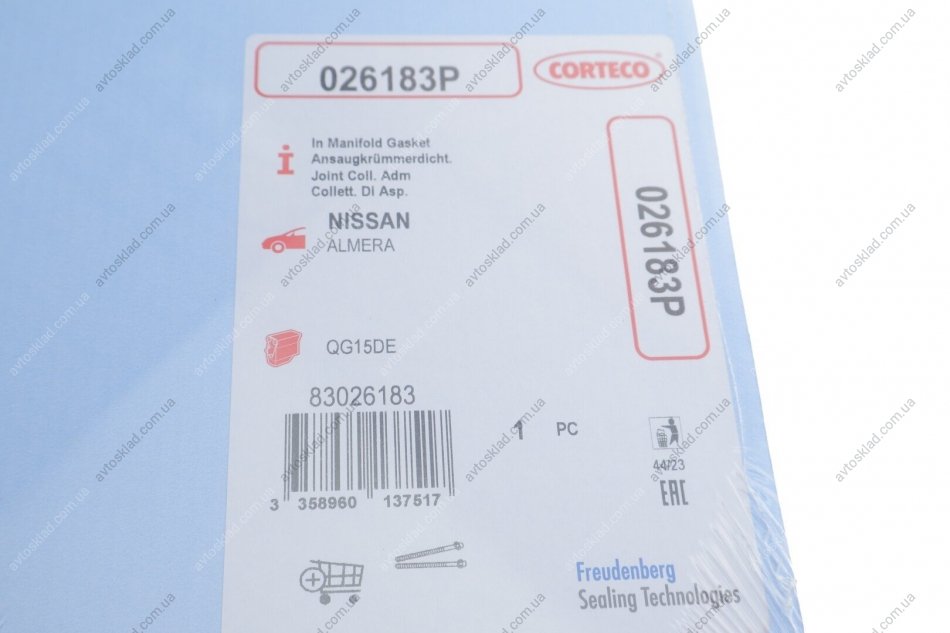 026183P
CORTECO®
In Manifold Gasket
Ansaugkrümmerdicht.
Joint Coll. Adm
Collett. Di Asp.
NISSAN
ALMERA
026183P
QG15DE
83026183
1 PC
3 358960 137517
44/23
EAC
Freudenberg
Sealing Technologies
avtosklad.com.ua